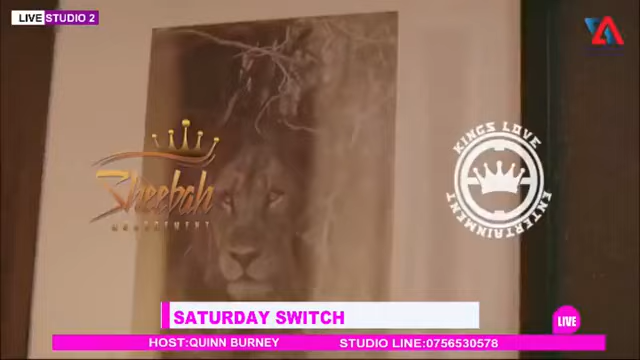 LIVE STUDIO 2
Sheebah
MANAGEMENT
KINGS LOVE
ENTERTAINMENT
SATURDAY SWITCH
LIVE
HOST:QUINN BURNEY
STUDIO LINE:0756530578